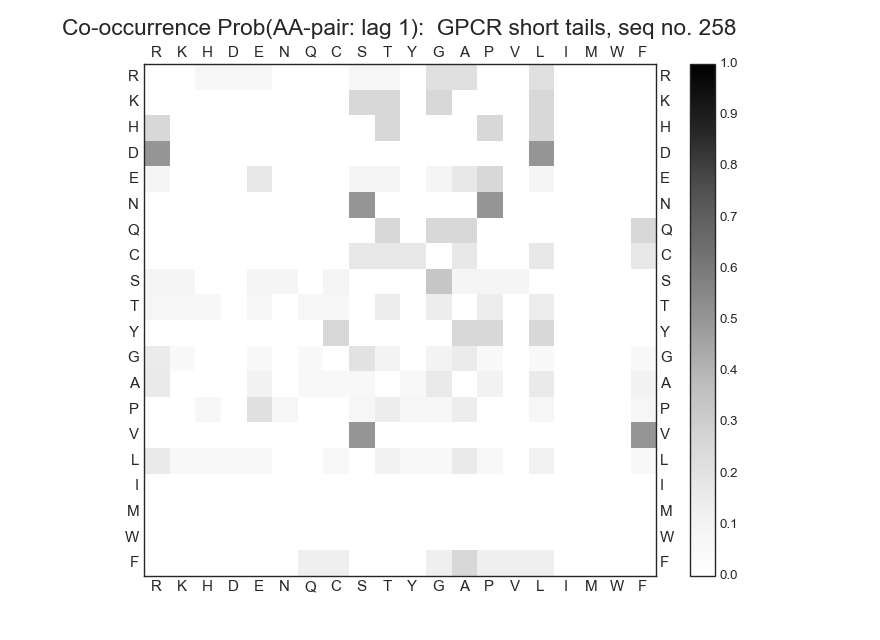 Co-occurrence Prob(AA-pair: lag 1):  GPCR short tails, seq no. 258
R K H D E N Q C S T Y G A P V L I M W F
R R
K K
H H
D D
E E
N N
Q Q
C C
S S
T T
Y Y
G G
A A
P P
V V
L L
I I
M M
W W
F F
R K H D E N Q C S T Y G A P V L I M W F
1.0
0.9
0.8
0.7
0.6
0.5
0.4
0.3
0.2
0.1
0.0